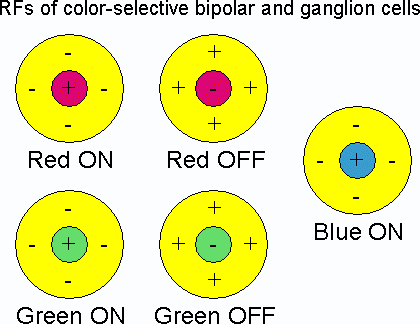 RFs of color-selective bipolar and ganglion cells
- + -
- + - + - +
- +
Red ON Red OFF
-
- + -
-
Blue ON
- +
- + - + - +
- +
Green ON Green OFF